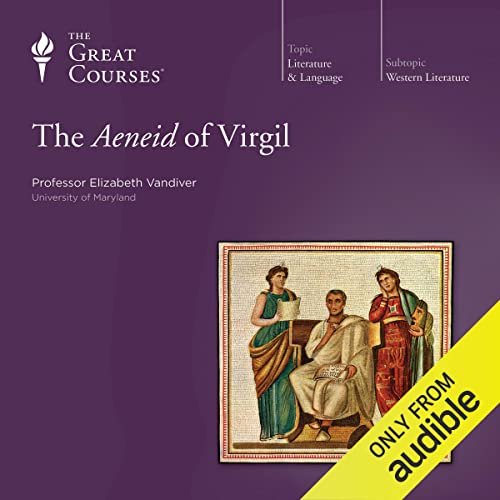 THE
GREAT
COURSES®
Topic
Literature
& Language
Subtopic
Western Literature
The Aeneid of Virgil
Professor Elizabeth Vandiver
University of Maryland
ONLY FROM
audible